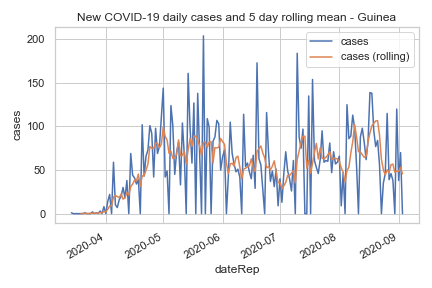 New COVID-19 daily cases and 5 day rolling mean - Guinea
cases
cases (rolling)
200
150
100
50
0
cases
2020-04
2020-05
2020-06
2020-07
2020-08
2020-09
dateRep